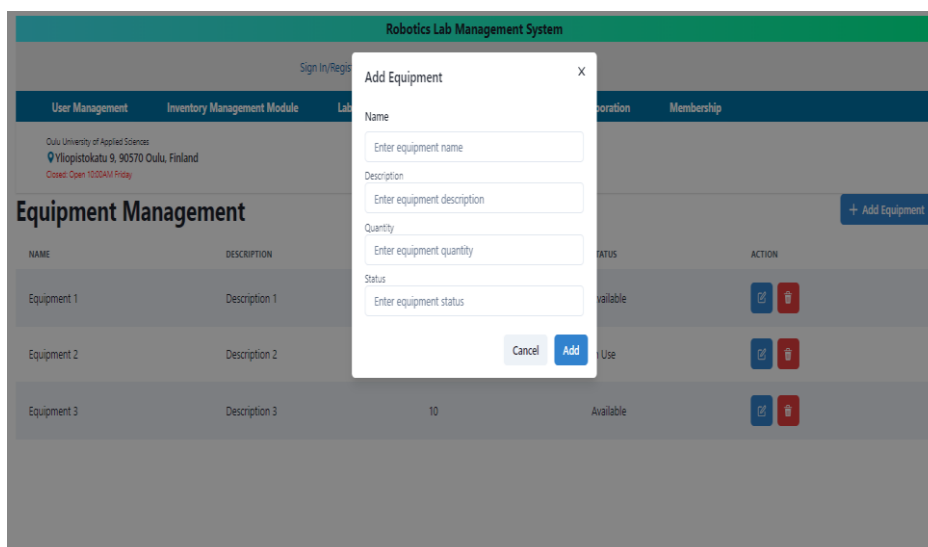 Robotics Lab Management System
Sign In/Regis
User Management Inventory Management Module Lab poration Membership
Oulu University of Applied Sciences
Yliopistokatu 9, 90570 Oulu, Finland
Closed: Open 10:00AM Friday
Equipment Management
+ Add Equipment
NAME DESCRIPTION TATUS ACTION
Equipment 1 Description 1 vailable
Equipment 2 Description 2 Use
Equipment 3 Description 3 10 Available
Add Equipment X
Name
Enter equipment name
Description
Enter equipment description
Quantity
Enter equipment quantity
Status
Enter equipment status
Cancel Add